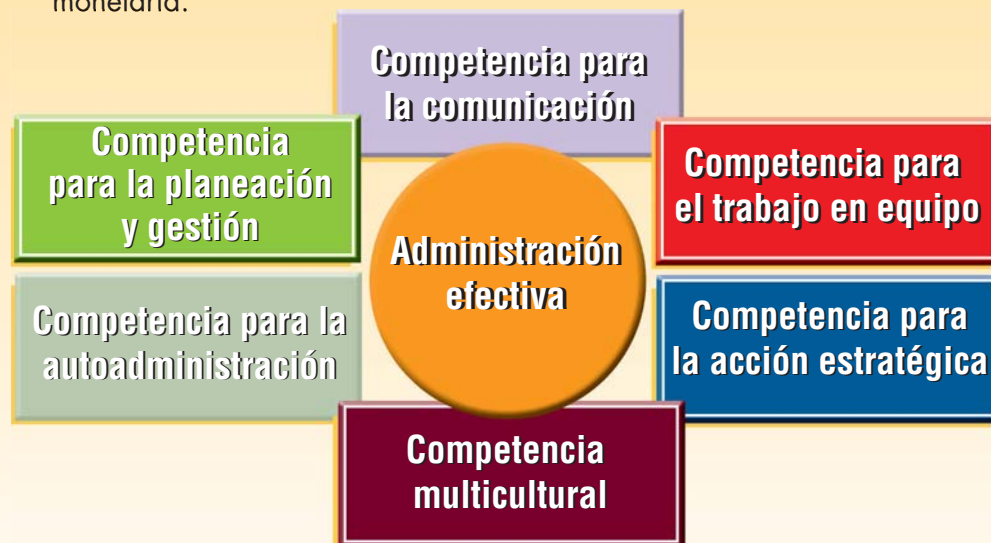 monetaria.
Competencia para
la comunicación
Competencia
para la planeación
y gestión
Competencia para
el trabajo en equipo
Administración
efectiva
Competencia para la
autoadministración
Competencia para
la acción estratégica
Competencia
multicultural